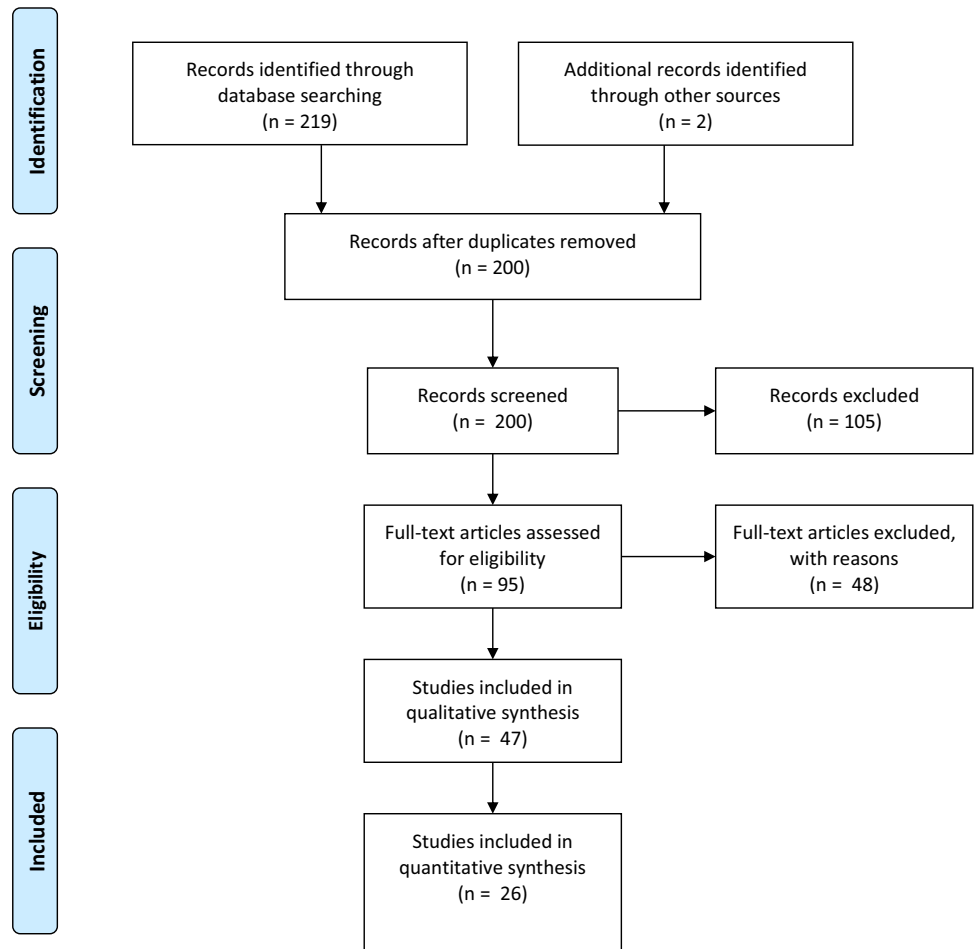 Identification
Records identified through
database searching
(n = 219)
Additional records identified
through other sources
(n = 2)
Records after duplicates removed
(n = 200)
Screening
Records screened
(n = 200)
Records excluded
(n = 105)
Eligibility
Full-text articles assessed
for eligibility
(n = 95)
Full-text articles excluded,
with reasons
(n = 48)
Studies included in
qualitative synthesis
(n = 47)
Included
Studies included in
quantitative synthesis
(n = 26)